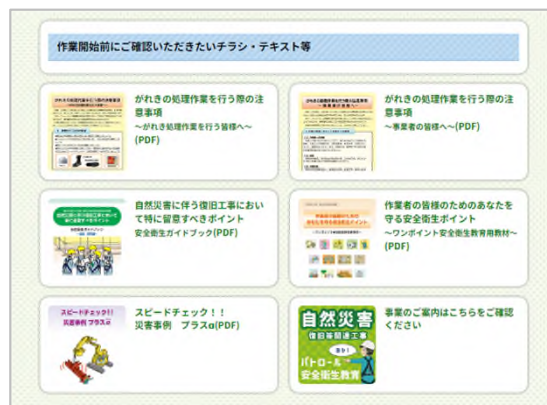 作業開始前にご確認いただきたいチラシ・テキスト等
がれきの処理作業を行う際の注
意事項
~がれき処理作業を行う皆様へ~
(PDF)
がれきの処理作業を行う際の注
意事項
~事業者の皆様へ~(PDF)
自然災害に伴う復旧工事におい
て特に留意すべきポイント
安全衛生ガイドブック(PDF)
作業者の皆様のためのあなたを
守る安全衛生ポイント
~ワンポイント安全衛生教育用教材~
(PDF)
スピードチェック!!
災害事例 プラスα
スピードチェック!!
災害事例 プラスα(PDF)
自然災害
復旧等関連工事
パトロール
安全衛生教育
事業のご案内はこちらをご確認
ください